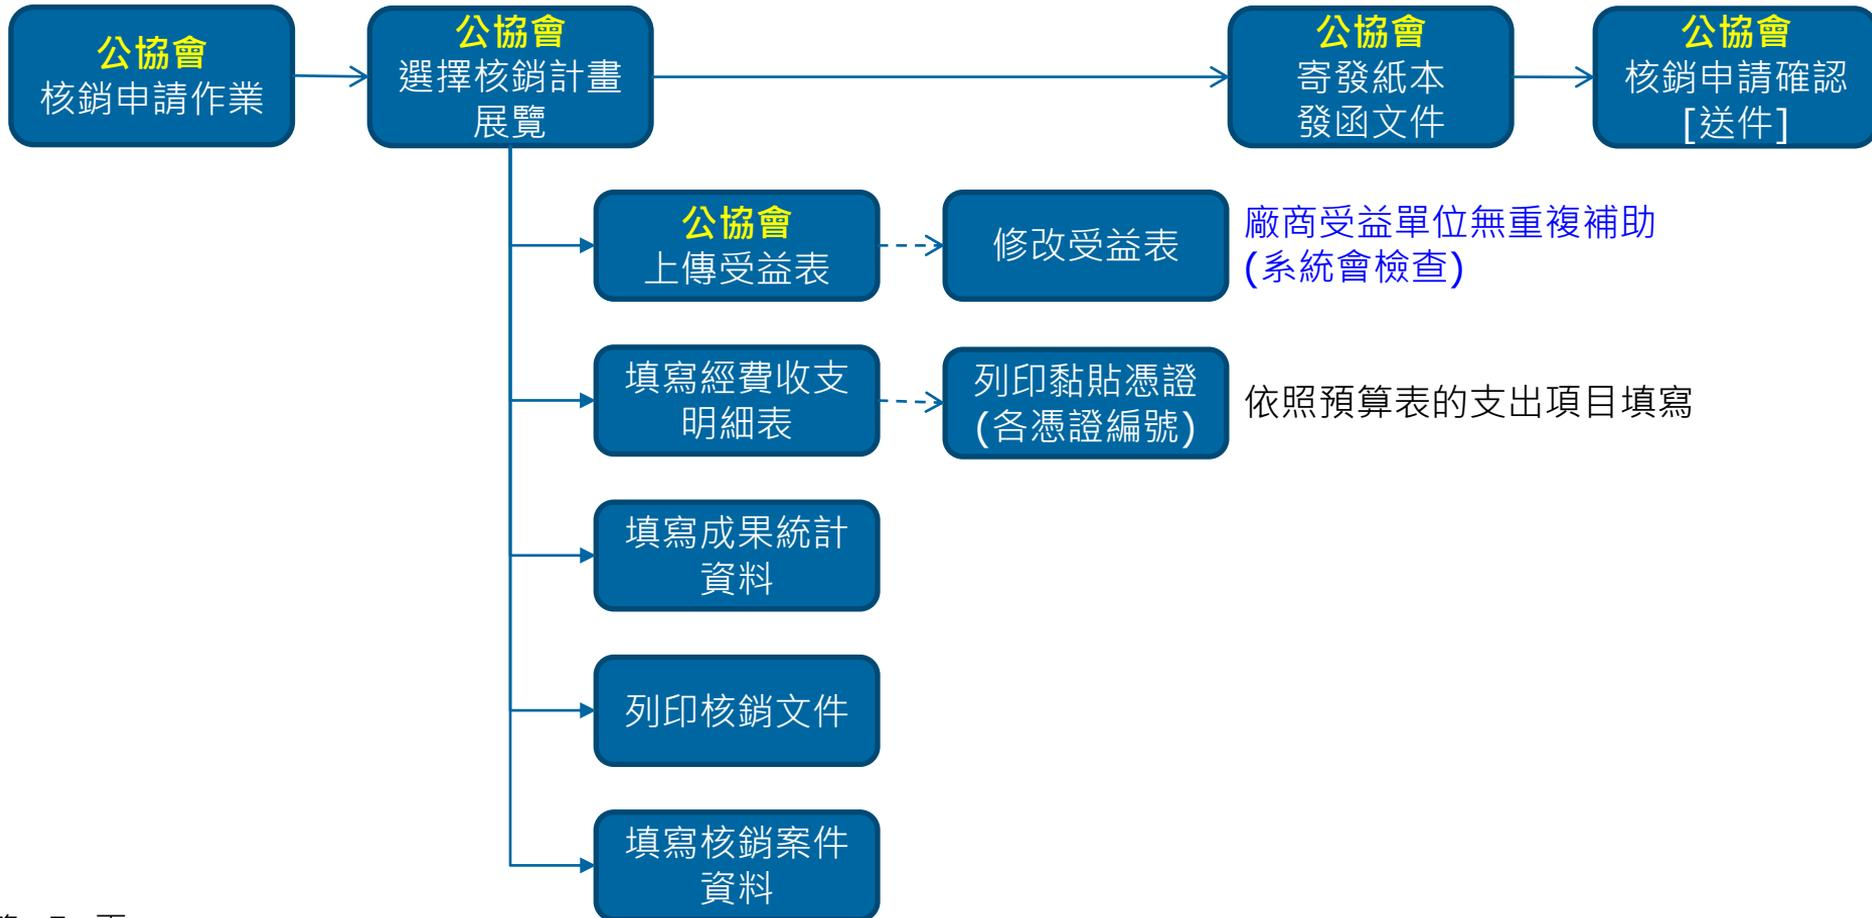 公協會
核銷申請作業
公協會
選擇核銷計畫
展覽
公協會
寄發紙本
發函文件
公協會
核銷申請確認
[送件]
公協會
上傳受益表
修改受益表
廠商受益單位無重複補助
(系統會檢查)
填寫經費收支
明細表
列印黏貼憑證
(各憑證編號)
依照預算表的支出項目填寫
填寫成果統計
資料
列印核銷文件
填寫核銷案件
資料